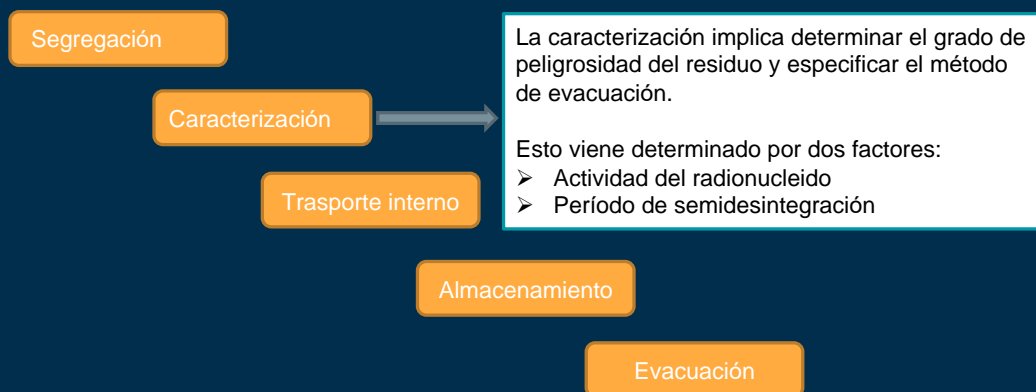 Segregación
Caracterización
La caracterización implica determinar el grado de
peligrosidad del residuo y especificar el método
de evacuación.
Esto viene determinado por dos factores:
➢ Actividad del radionucleido
➢ Período de semidesintegración
Trasporte interno
Almacenamiento
Evacuación